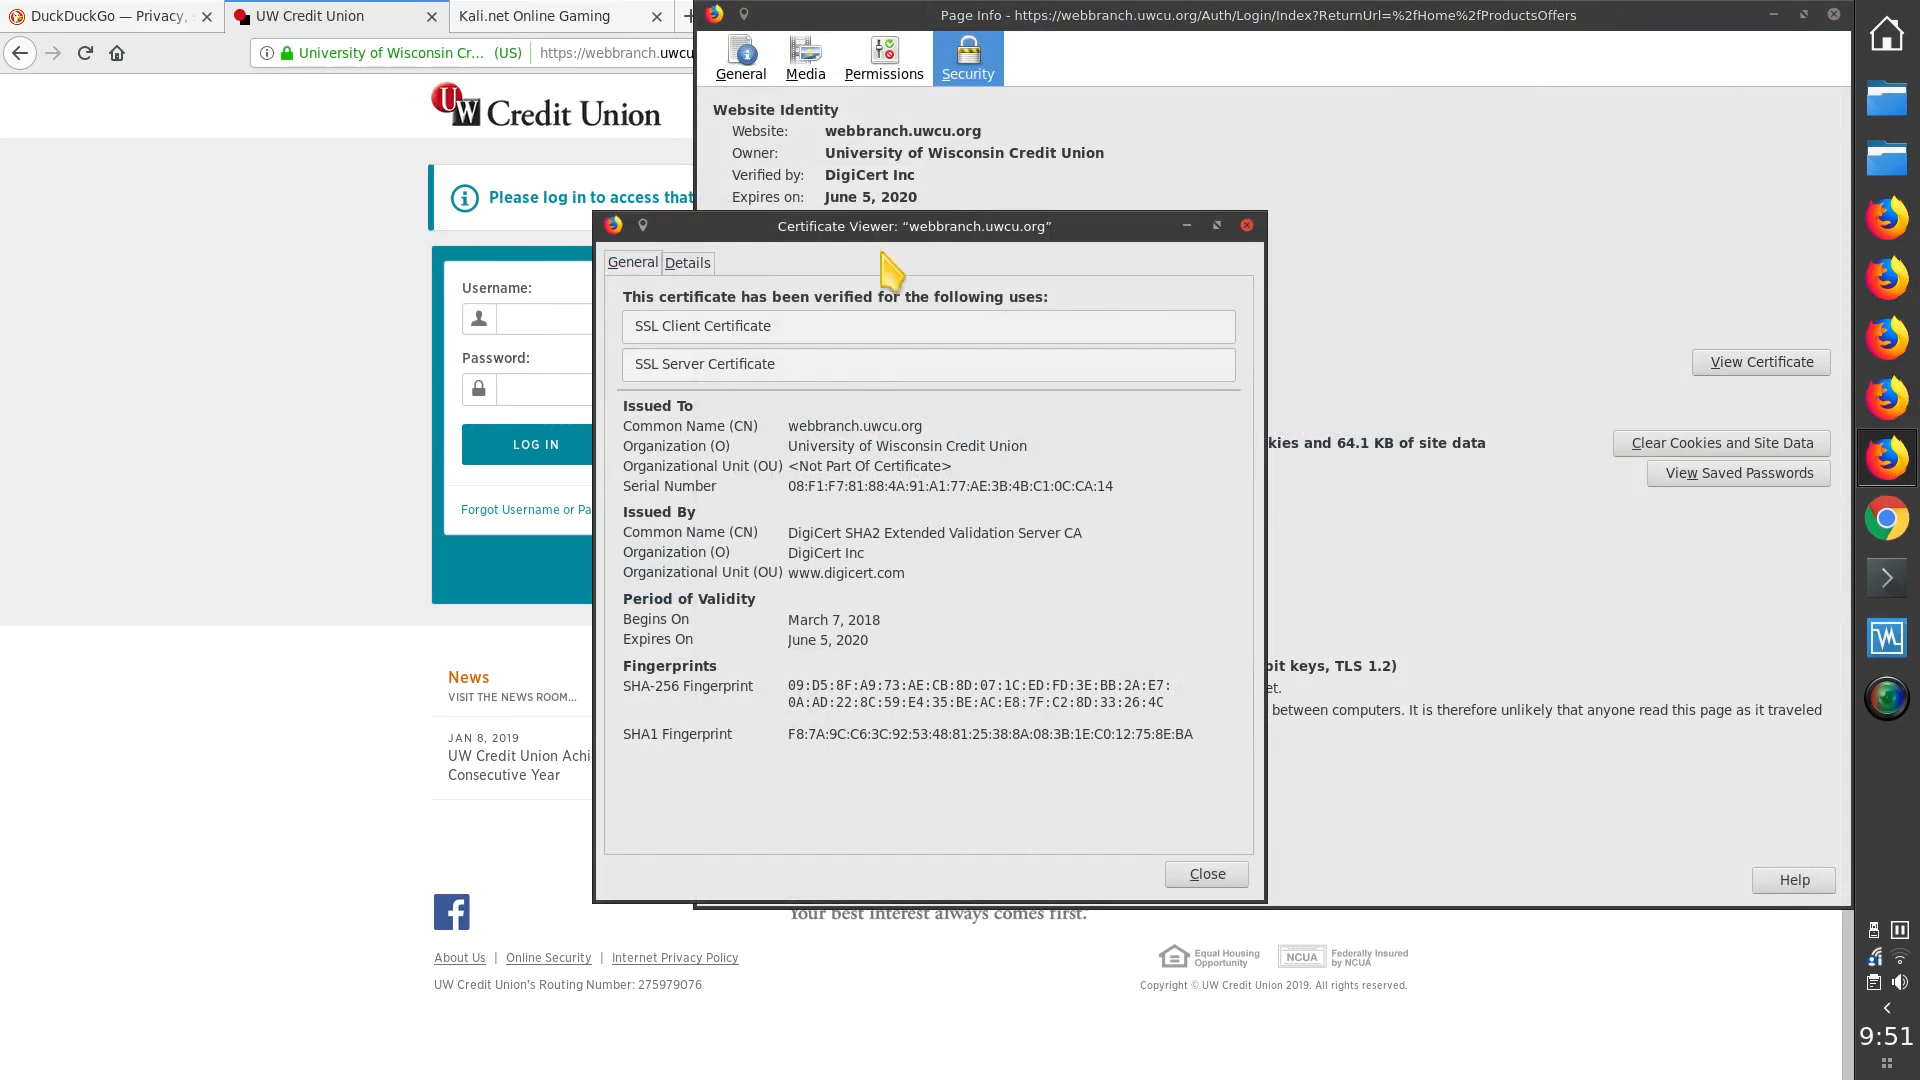 DuckDuckGo — Privacy,
UW Credit Union
Kali.net Online Gaming
Page Info - https://webbranch.uwcu.org/Auth/Login/Index?ReturnUrl=%2fHome%2fProductsOffers
University of Wisconsin Cr... (US)
https://webbranch.uwcu
General
Media
Permissions
Security
UW Credit Union
Website Identity
Website: webbranch.uwcu.org
Owner: University of Wisconsin Credit Union
Verified by: DigiCert Inc
Expires on: June 5, 2020
Please log in to access that
Certificate Viewer: “webbranch.uwcu.org”
General
Details
Username:
Password:
LOG IN
Forgot Username or Pa
This certificate has been verified for the following uses:
SSL Client Certificate
SSL Server Certificate
Issued To
Common Name (CN) webbranch.uwcu.org
Organization (O) University of Wisconsin Credit Union
Organizational Unit (OU) <Not Part Of Certificate>
Serial Number 08:F1:F7:81:88:4A:91:A1:77:AE:3B:4B:C1:0C:CA:14
Issued By
Common Name (CN) DigiCert SHA2 Extended Validation Server CA
Organization (O) DigiCert Inc
Organizational Unit (OU) www.digicert.com
Period of Validity
Begins On March 7, 2018
Expires On June 5, 2020
Fingerprints
SHA-256 Fingerprint 09:D5:8F:A9:73:AE:CB:8D:07:1C:ED:FD:3E:BB:2A:E7:
0A:AD:22:8C:59:E4:35:BE:AC:E8:7F:C2:8D:33:26:4C
SHA1 Fingerprint F8:7A:9C:C6:3C:92:53:48:81:25:38:8A:08:3B:1E:C0:12:75:8E:BA
Close
View Certificate
kies and 64.1 KB of site data
Clear Cookies and Site Data
View Saved Passwords
bit keys, TLS 1.2)
et.
between computers. It is therefore unlikely that anyone read this page as it traveled
Help
News
VISIT THE NEWS ROOM...
JAN 8, 2019
UW Credit Union Achi
Consecutive Year
Your best interest always comes first.
About Us | Online Security | Internet Privacy Policy
Equal Housing
Opportunity
NCUA
Federally Insured
by NCUA
UW Credit Union's Routing Number: 275979076
Copyright © UW Credit Union 2019. All rights reserved.
9:51